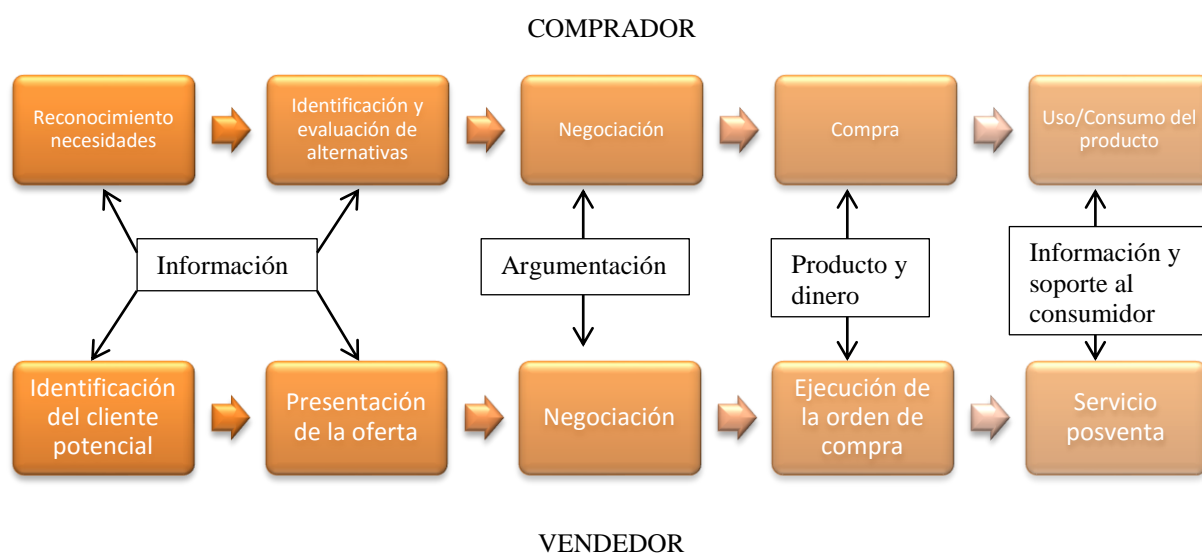 COMPRADOR
Reconocimiento
necesidades
Identificación y
evaluación de
alternativas
Negociación
Compra
Uso/Consumo del
producto
Información
Argumentación
Producto y
dinero
Información y
soporte al
consumidor
Identificación
del cliente
potencial
Presentación
de la oferta
Negociación
Ejecución de
la orden de
compra
Servicio
posventa
VENDEDOR